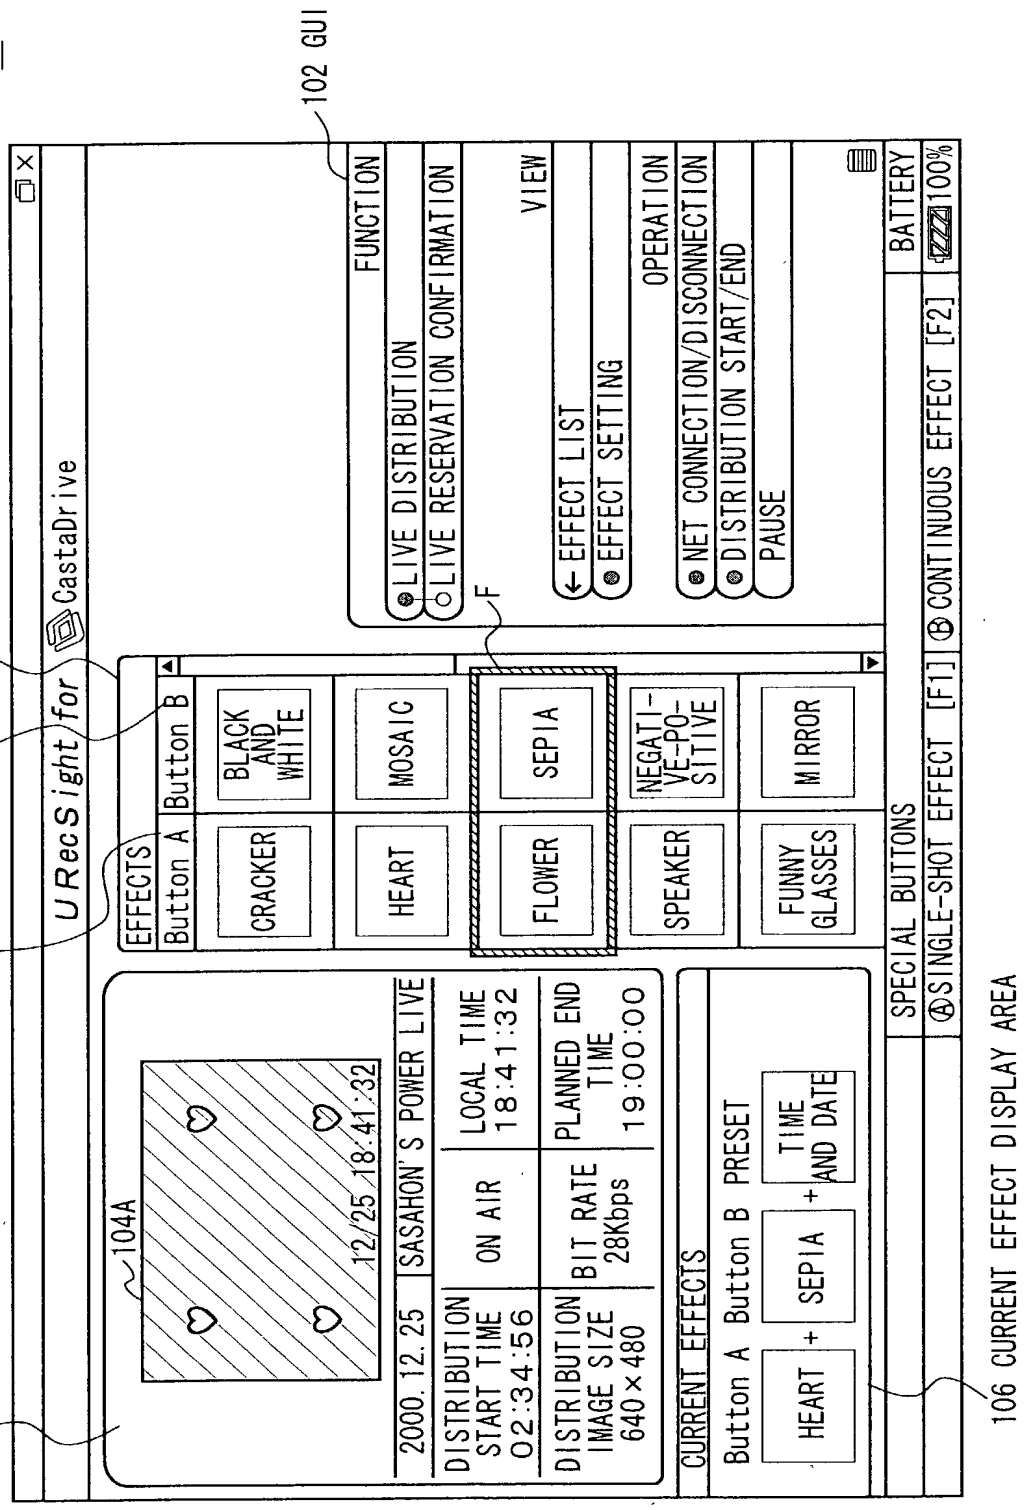 URecSight for CastaDrive
104A
12/25 18:41:32
2000.12.25 SASAHON'S POWER LIVE
DISTRIBUTION START TIME 02:34:56
ON AIR
LOCAL TIME 18:41:32
DISTRIBUTION IMAGE SIZE 640×480
BIT RATE 28Kbps
PLANNED END TIME 19:00:00
CURRENT EFFECTS
Button A Button B PRESET
HEART + SEPIA + TIME AND DATE
EFFECTS
Button A Button B
CRACKER BLACK AND WHITE
HEART MOSAIC
FLOWER SEPIA
F
SPEAKER NEGATI-VE-PO-SITIVE
FUNNY GLASSES MIRROR
102 GUI
FUNCTION
LIVE DISTRIBUTION
LIVE RESERVATION CONFIRMATION
VIEW
← EFFECT LIST
EFFECT SETTING
OPERATION
NET CONNECTION/DISCONNECTION
DISTRIBUTION START/END
PAUSE
SPECIAL BUTTONS BATTERY
Ⓐ SINGLE-SHOT EFFECT [F1] Ⓑ CONTINUOUS EFFECT [F2] 100%
106 CURRENT EFFECT DISPLAY AREA